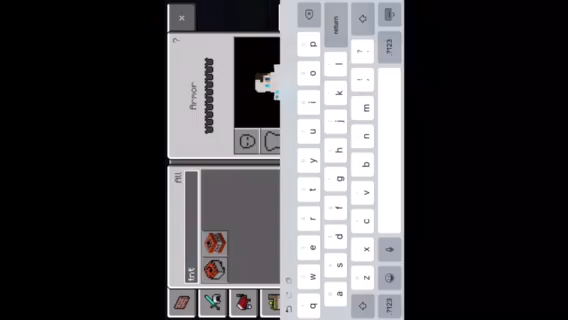 All
tnt
Armor
?
x
q w e r t y u i o p
a s d f g h j k l return
z x c v b n m ! , ? .
?123 ?123